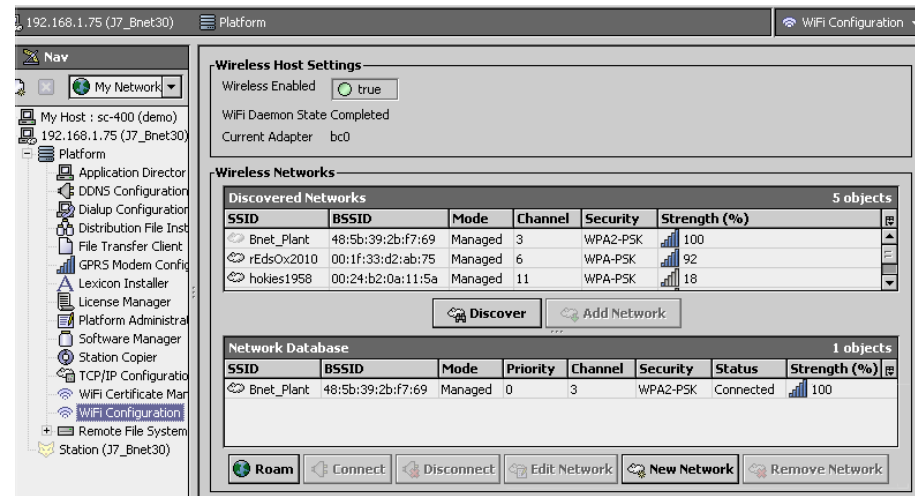 192.168.1.75 (J7_Bnet30) Platform WiFi Configuration
Nav
My Network
My Host : sc-400 (demo)
192.168.1.75 (J7_Bnet30)
Platform
Application Director
DDNS Configuration
Dialup Configuration
Distribution File Inst
File Transfer Client
GPRS Modem Config
Lexicon Installer
License Manager
Platform Administrat
Software Manager
Station Copier
TCP/IP Configuratio
WiFi Certificate Man
WiFi Configuration
Remote File System
Station (J7_Bnet30)
Wireless Host Settings
Wireless Enabled true
WiFi Daemon State Completed
Current Adapter bc0
Wireless Networks
Discovered Networks 5 objects
SSID BSSID Mode Channel Security Strength (%)
Bnet_Plant 48:5b:39:2b:f7:69 Managed 3 WPA2-PSK 100
rEdsOx2010 00:1f:33:d2:ab:75 Managed 6 WPA-PSK 92
hokies1958 00:24:b2:0a:11:5a Managed 11 WPA-PSK 18
Discover Add Network
Network Database 1 objects
SSID BSSID Mode Priority Channel Security Status Strength (%)
Bnet_Plant 48:5b:39:2b:f7:69 Managed 0 3 WPA2-PSK Connected 100
Roam Connect Disconnect Edit Network New Network Remove Network